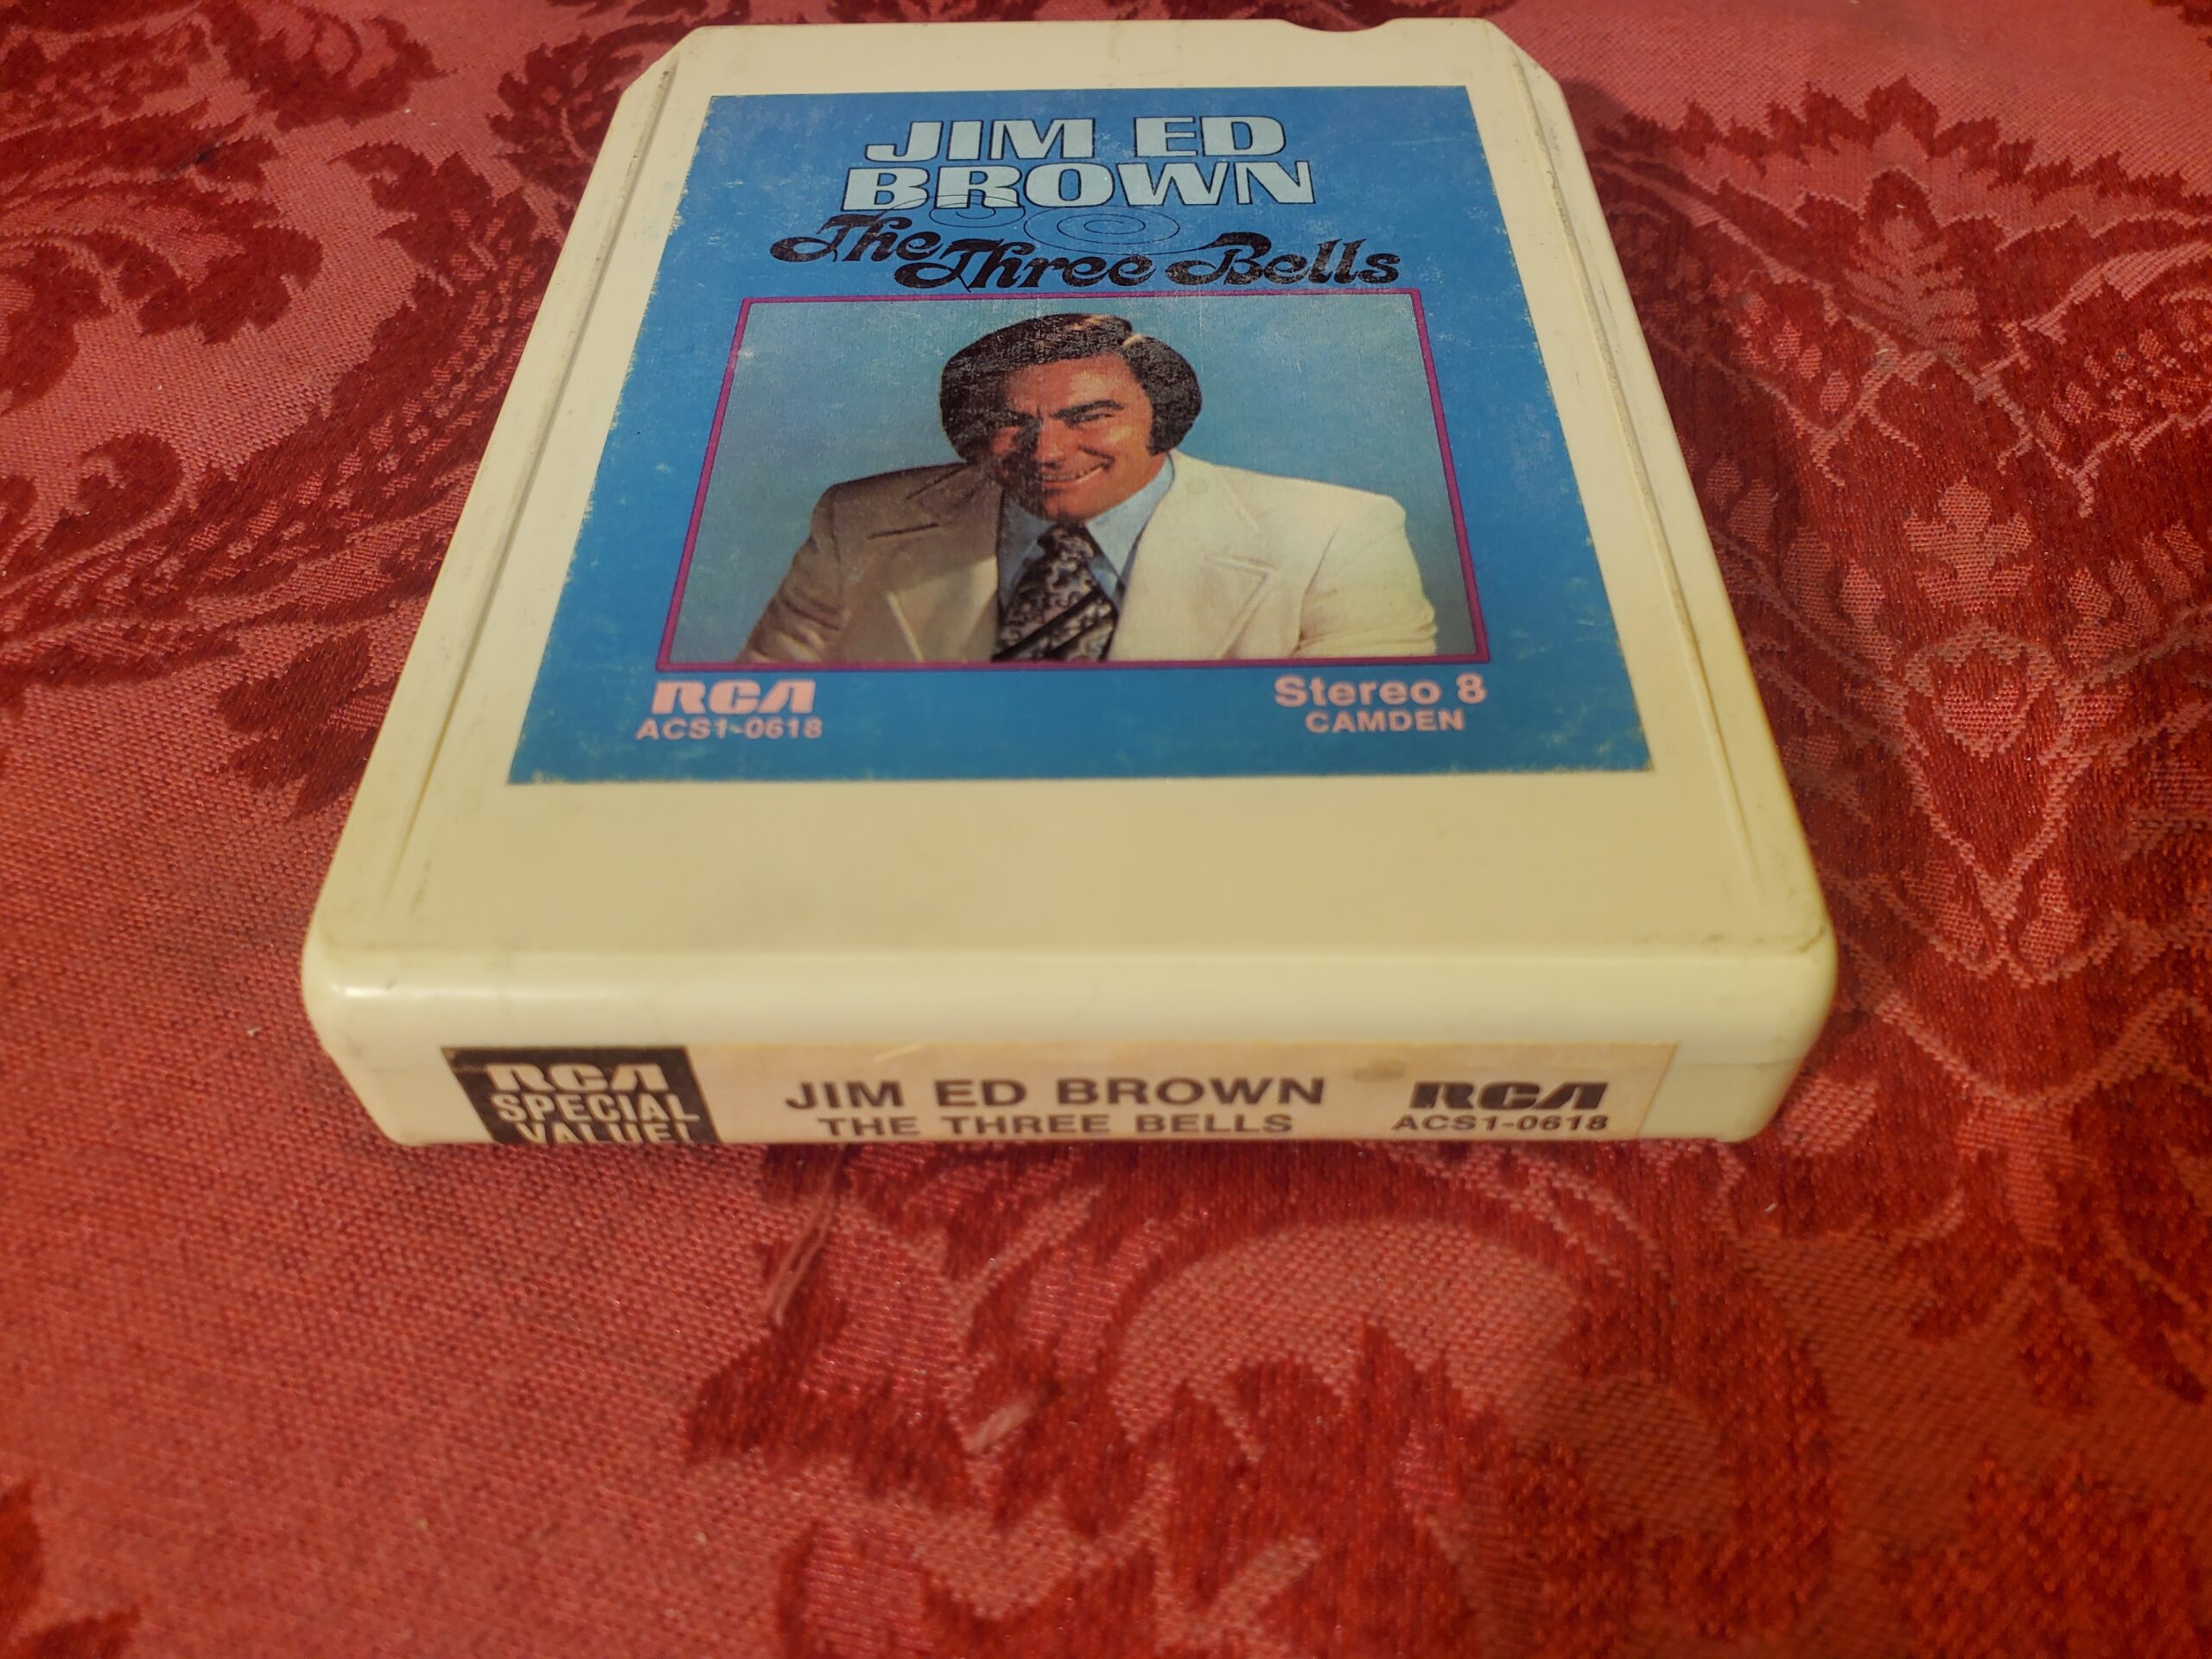 JIM ED
BROWN
The Three Bells
RCA
ACS1-0618
Stereo 8
CAMDEN
RCA
SPECIAL
VALUE!
JIM ED BROWN
THE THREE BELLS
RCA
ACS1-0618